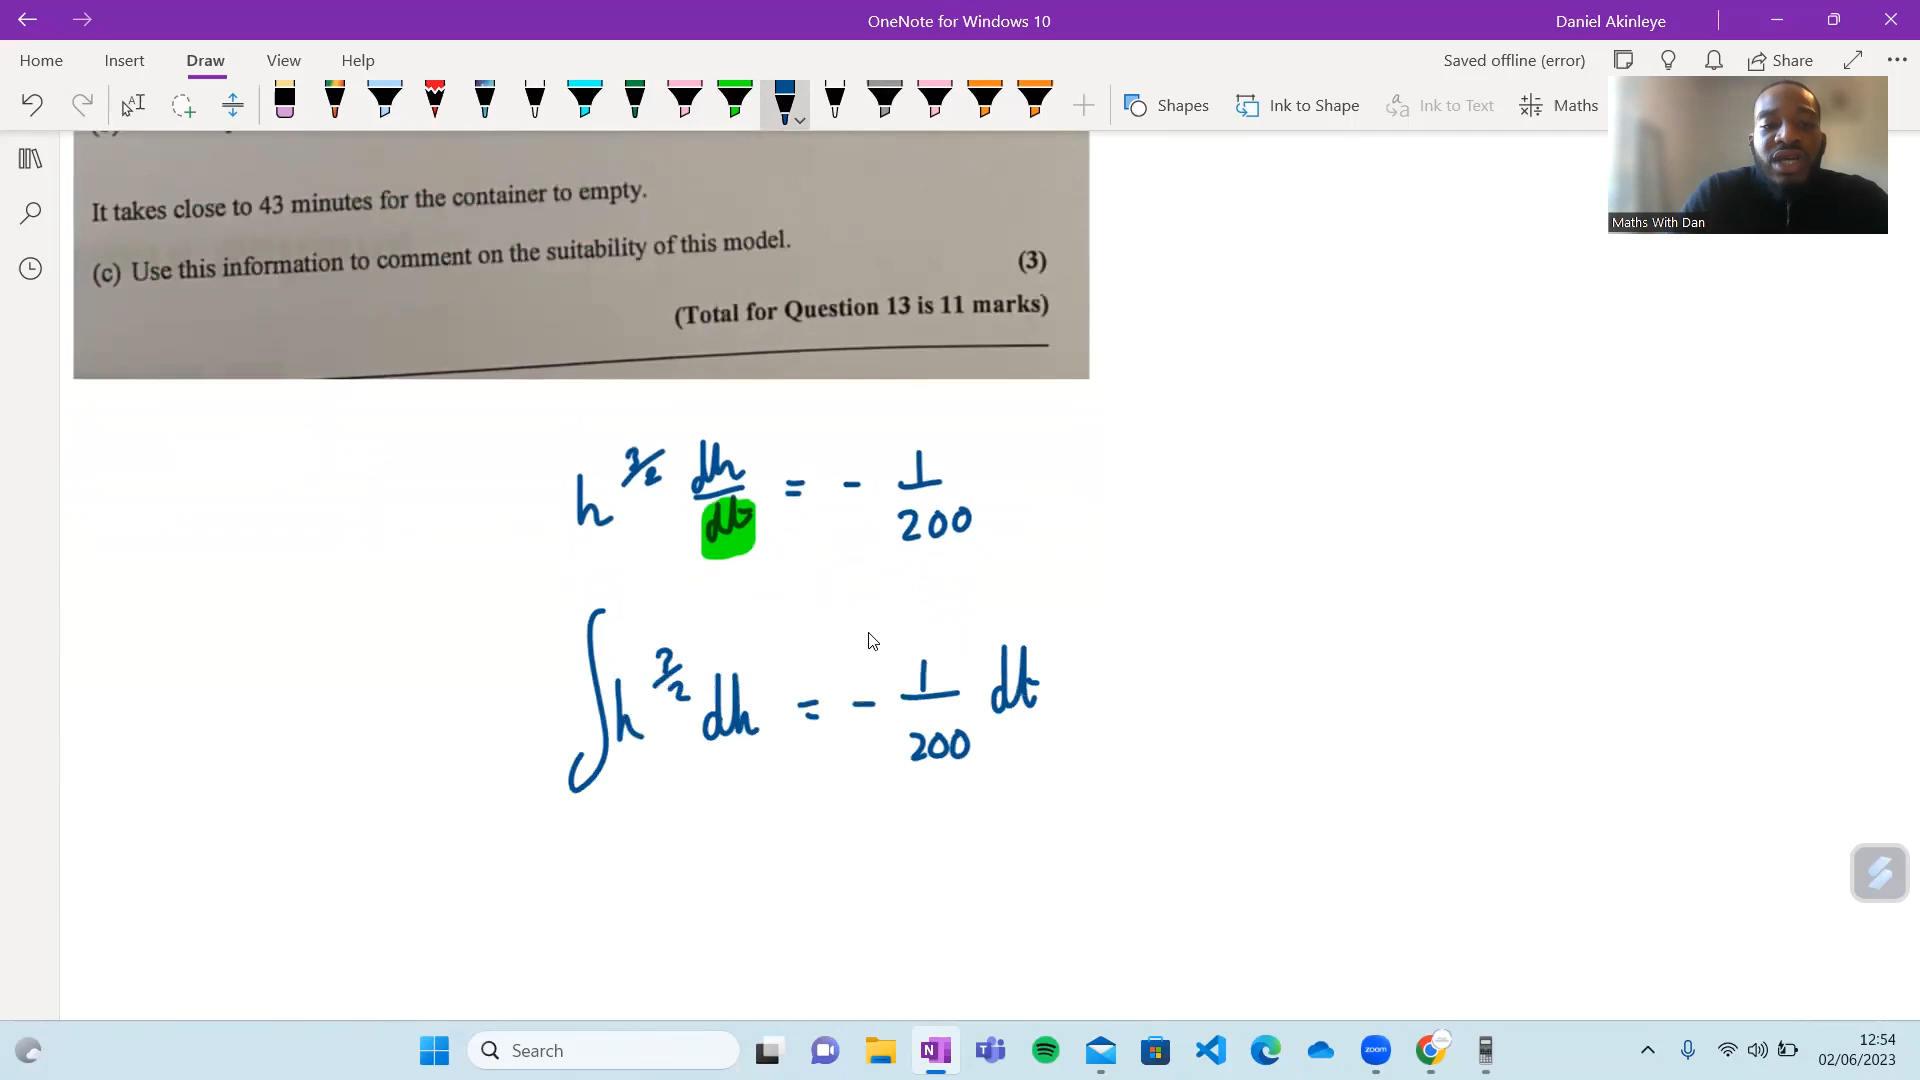 OneNote for Windows 10
Daniel Akinleye
Home Insert Draw View Help
Saved offline (error)
Share
Shapes
Ink to Shape
Ink to Text
Maths
Maths With Dan
It takes close to 43 minutes for the container to empty.
(c) Use this information to comment on the suitability of this model.
(3)
(Total for Question 13 is 11 marks)
h^{3/2} dh/dt = - 1/200
∫ h^{3/2} dh = - 1/200 dt
Search
zoom
12:54
02/06/2023